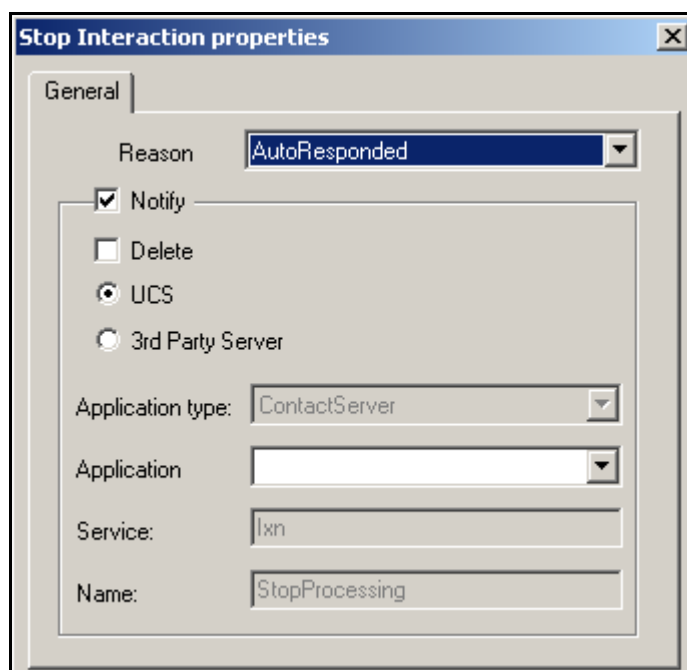 Stop Interaction properties
General
Reason AutoResponded
Notify
Delete
UCS
3rd Party Server
Application type: ContactServer
Application
Service: Ixn
Name: StopProcessing